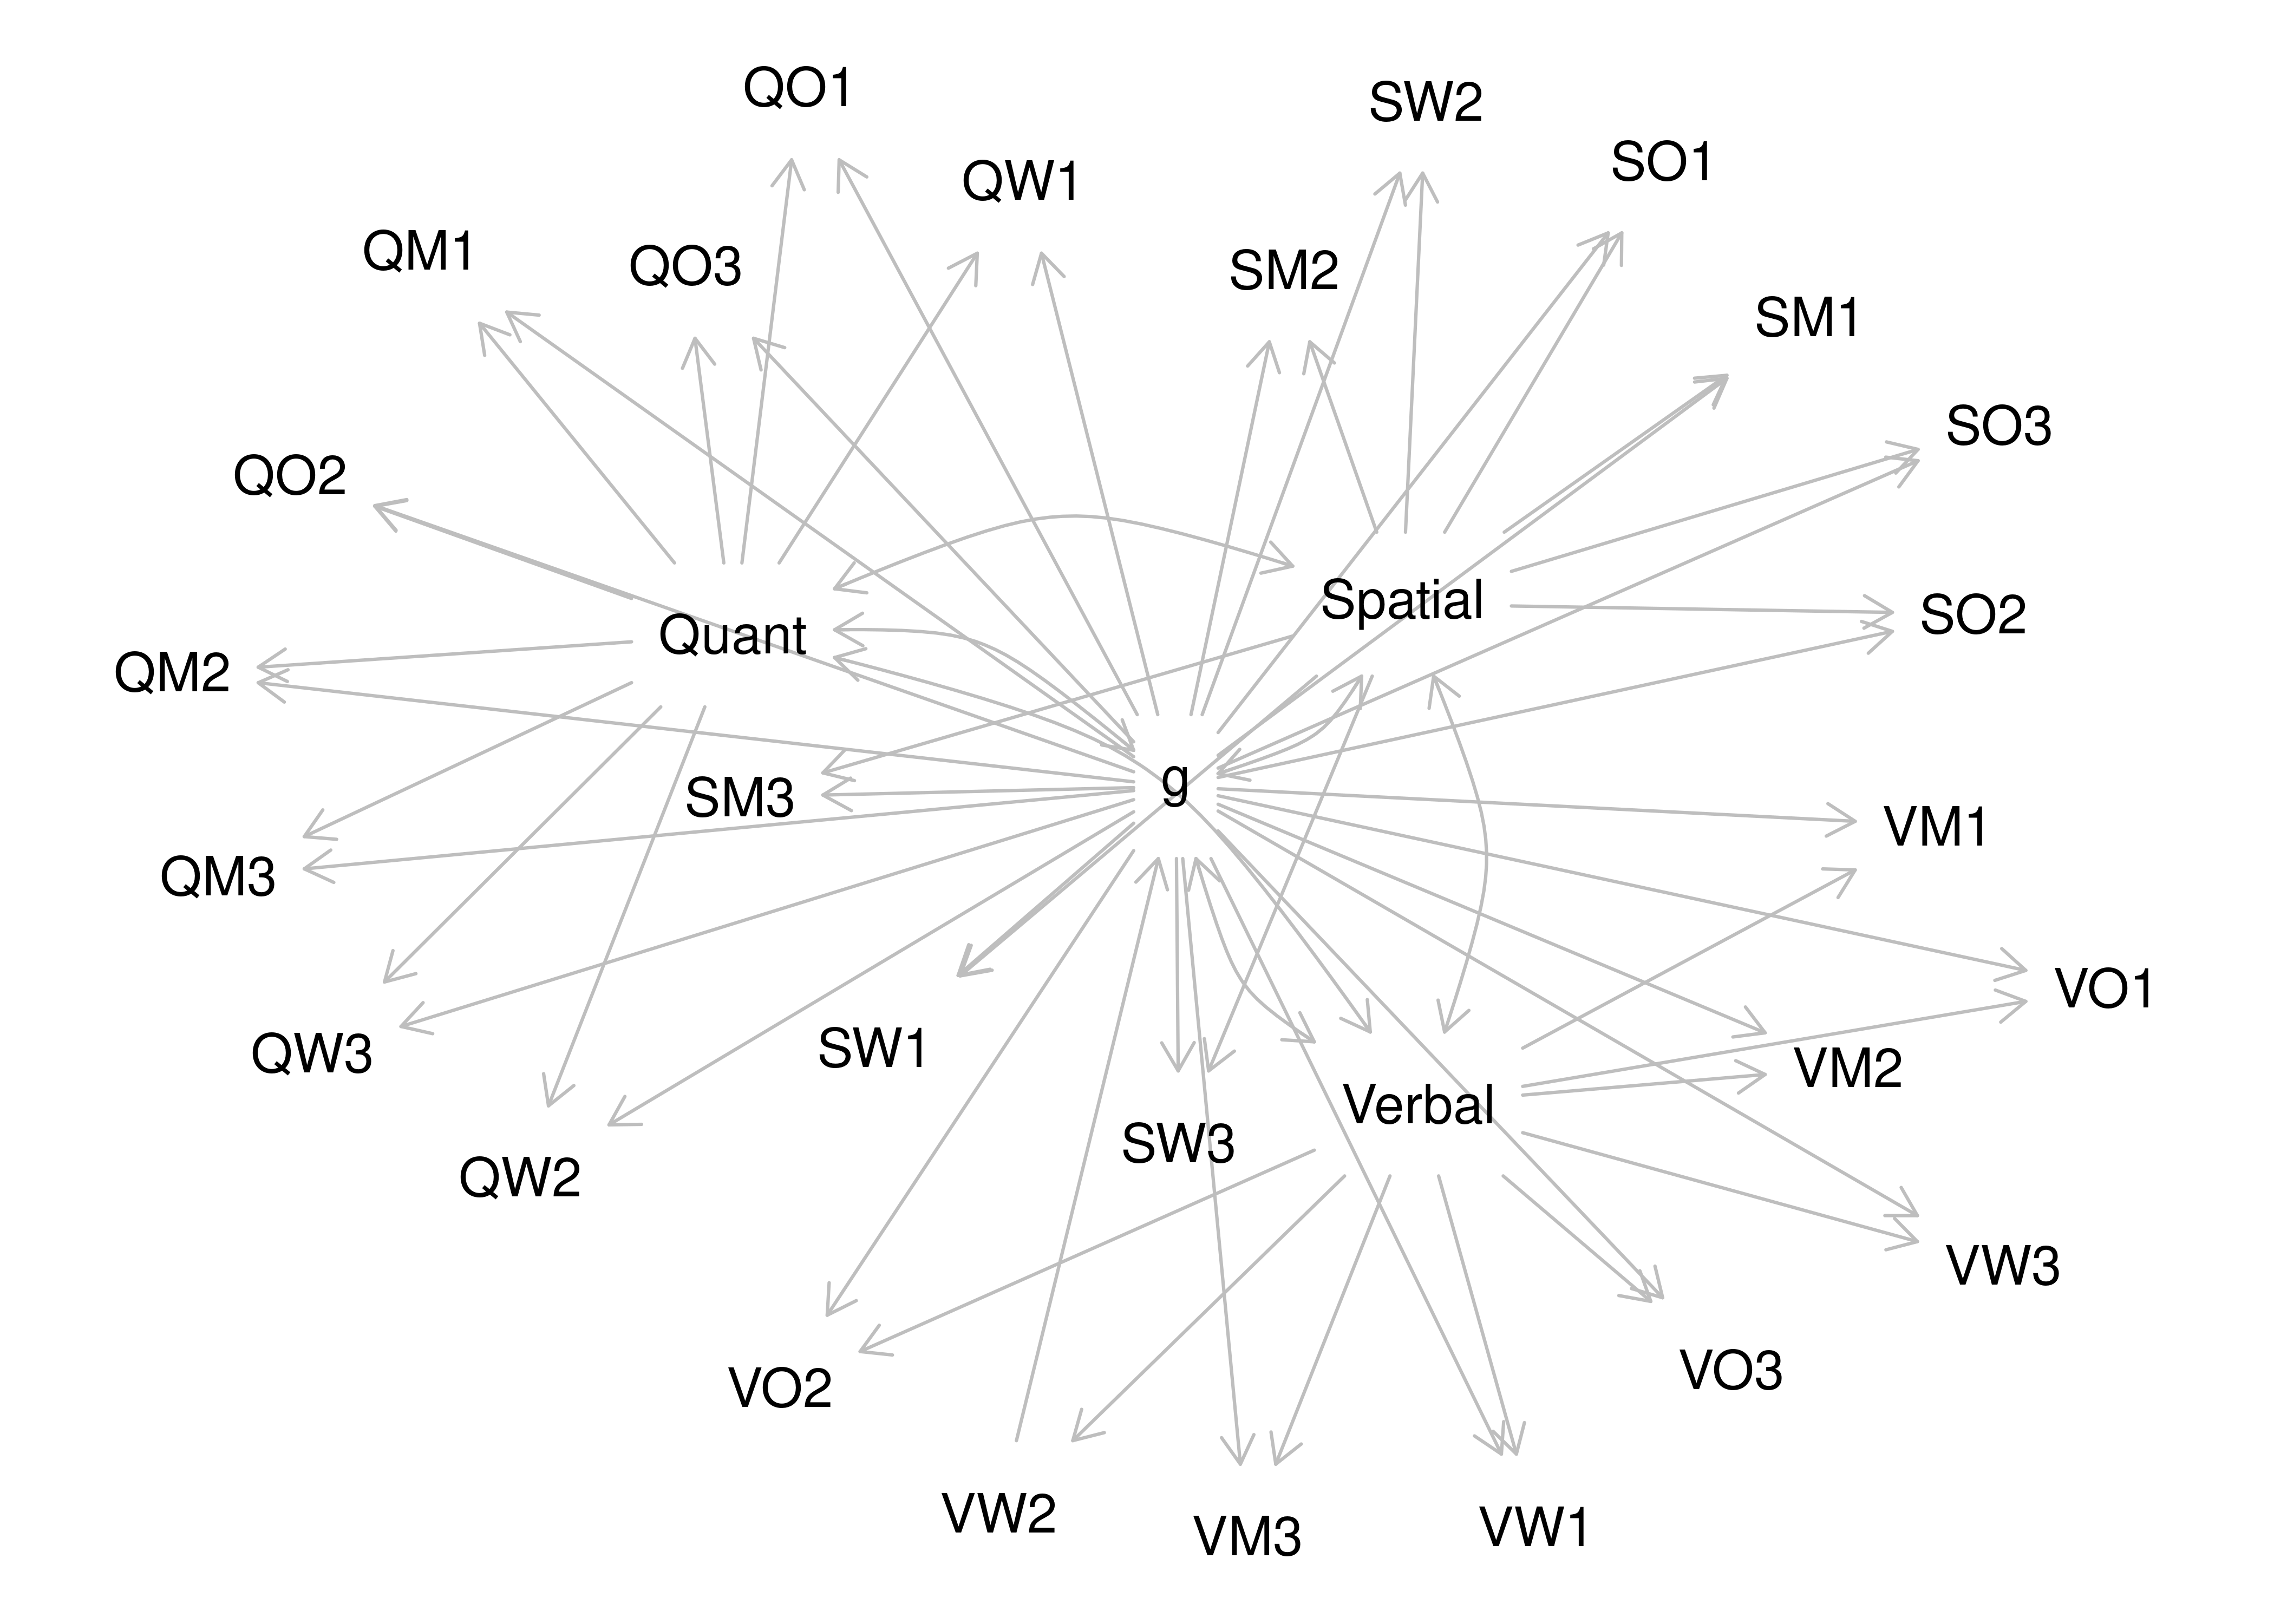 QO1
SW2
SO1
QW1
QM1
QO3
SM2
SM1
SO3
QO2
Spatial
SO2
Quant
QM2
g
SM3
VM1
QM3
VO1
SW1
QW3
VM2
Verbal
SW3
QW2
VW3
VO3
VO2
VW2
VM3
VW1